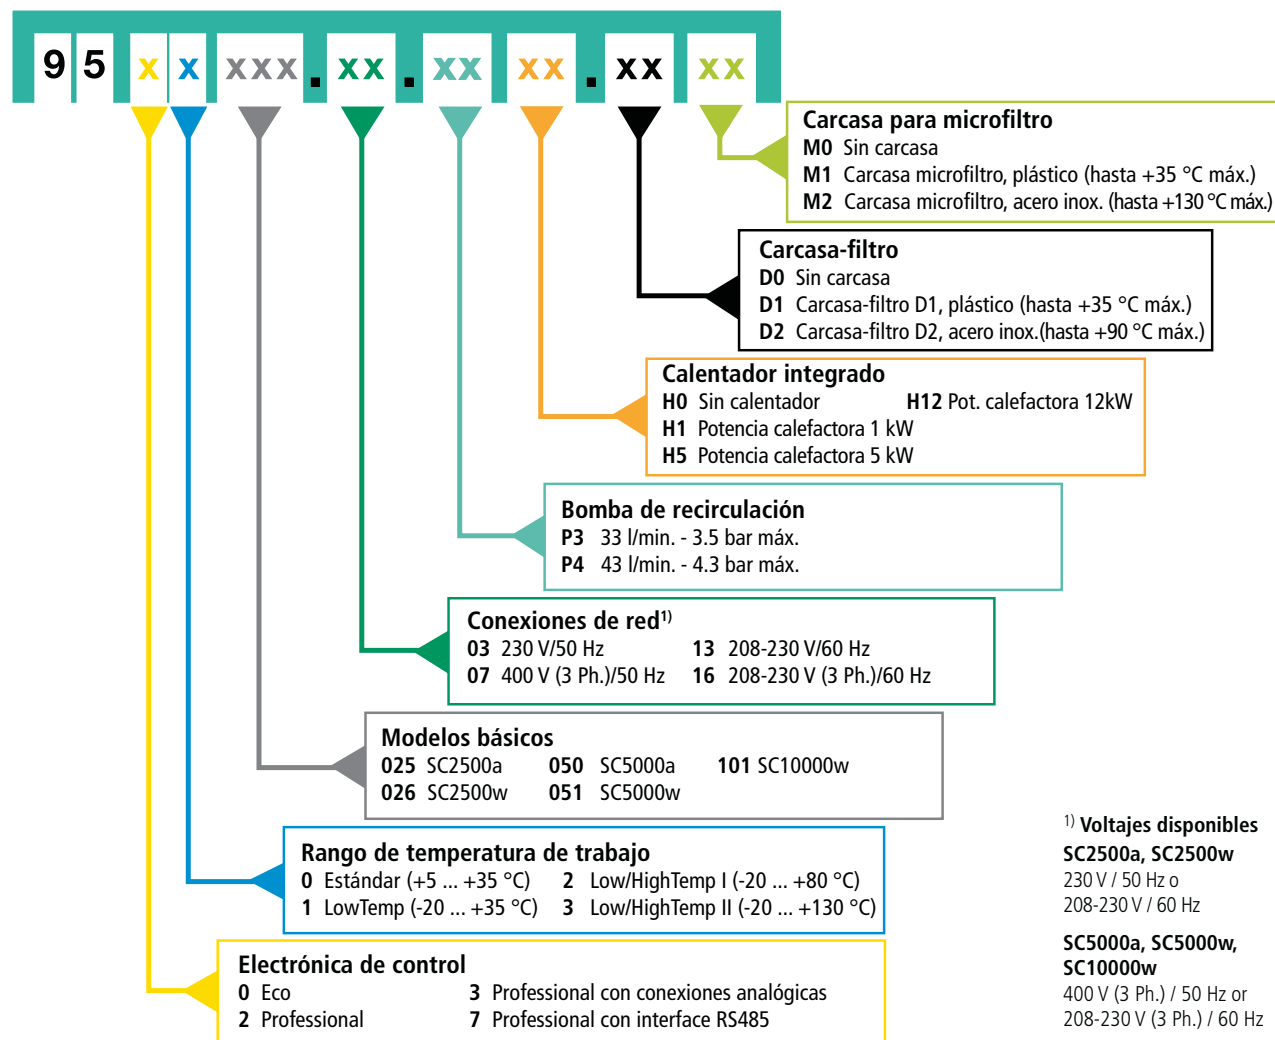 9 5 x x xxx . xx . xx xx . xx xx
Carcasa para microfiltro
M0 Sin carcasa
M1 Carcasa microfiltro, plástico (hasta +35 °C máx.)
M2 Carcasa microfiltro, acero inox. (hasta +130 °C máx.)
Carcasa-filtro
D0 Sin carcasa
D1 Carcasa-filtro D1, plástico (hasta +35 °C máx.)
D2 Carcasa-filtro D2, acero inox.(hasta +90 °C máx.)
Calentador integrado
H0 Sin calentador H12 Pot. calefactora 12kW
H1 Potencia calefactora 1 kW
H5 Potencia calefactora 5 kW
Bomba de recirculación
P3 33 l/min. - 3.5 bar máx.
P4 43 l/min. - 4.3 bar máx.
Conexiones de red1)
03 230 V/50 Hz 13 208-230 V/60 Hz
07 400 V (3 Ph.)/50 Hz 16 208-230 V (3 Ph.)/60 Hz
Modelos básicos
025 SC2500a 050 SC5000a 101 SC10000w
026 SC2500w 051 SC5000w
Rango de temperatura de trabajo
0 Estándar (+5 ... +35 °C) 2 Low/HighTemp I (-20 ... +80 °C)
1 LowTemp (-20 ... +35 °C) 3 Low/HighTemp II (-20 ... +130 °C)
Electrónica de control
0 Eco 3 Professional con conexiones analógicas
2 Professional 7 Professional con interface RS485
1) Voltajes disponibles
SC2500a, SC2500w
230 V / 50 Hz o
208-230 V / 60 Hz
SC5000a, SC5000w,
SC10000w
400 V (3 Ph.) / 50 Hz or
208-230 V (3 Ph.) / 60 Hz